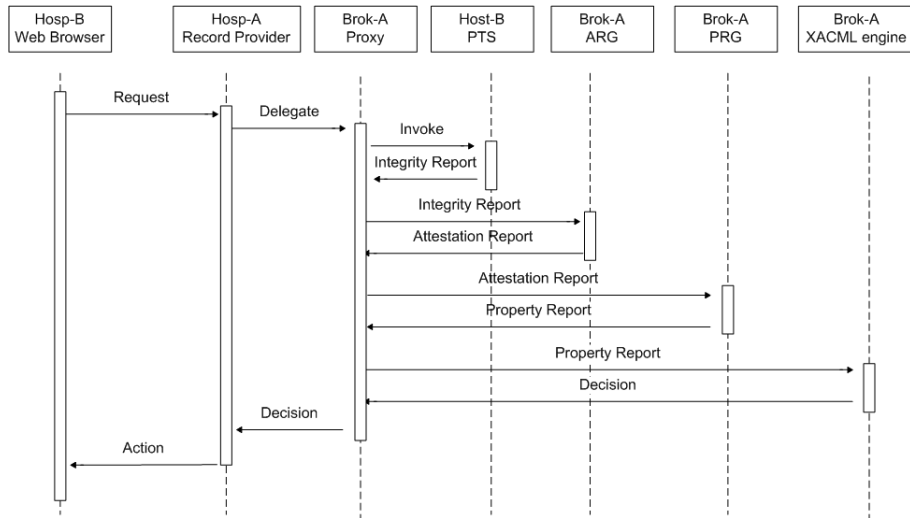 Hosp-B
Web Browser
Hosp-A
Record Provider
Brok-A
Proxy
Host-B
PTS
Brok-A
ARG
Brok-A
PRG
Brok-A
XACML engine
Request
Delegate
Invoke
Integrity Report
Integrity Report
Attestation Report
Attestation Report
Property Report
Property Report
Decision
Decision
Action